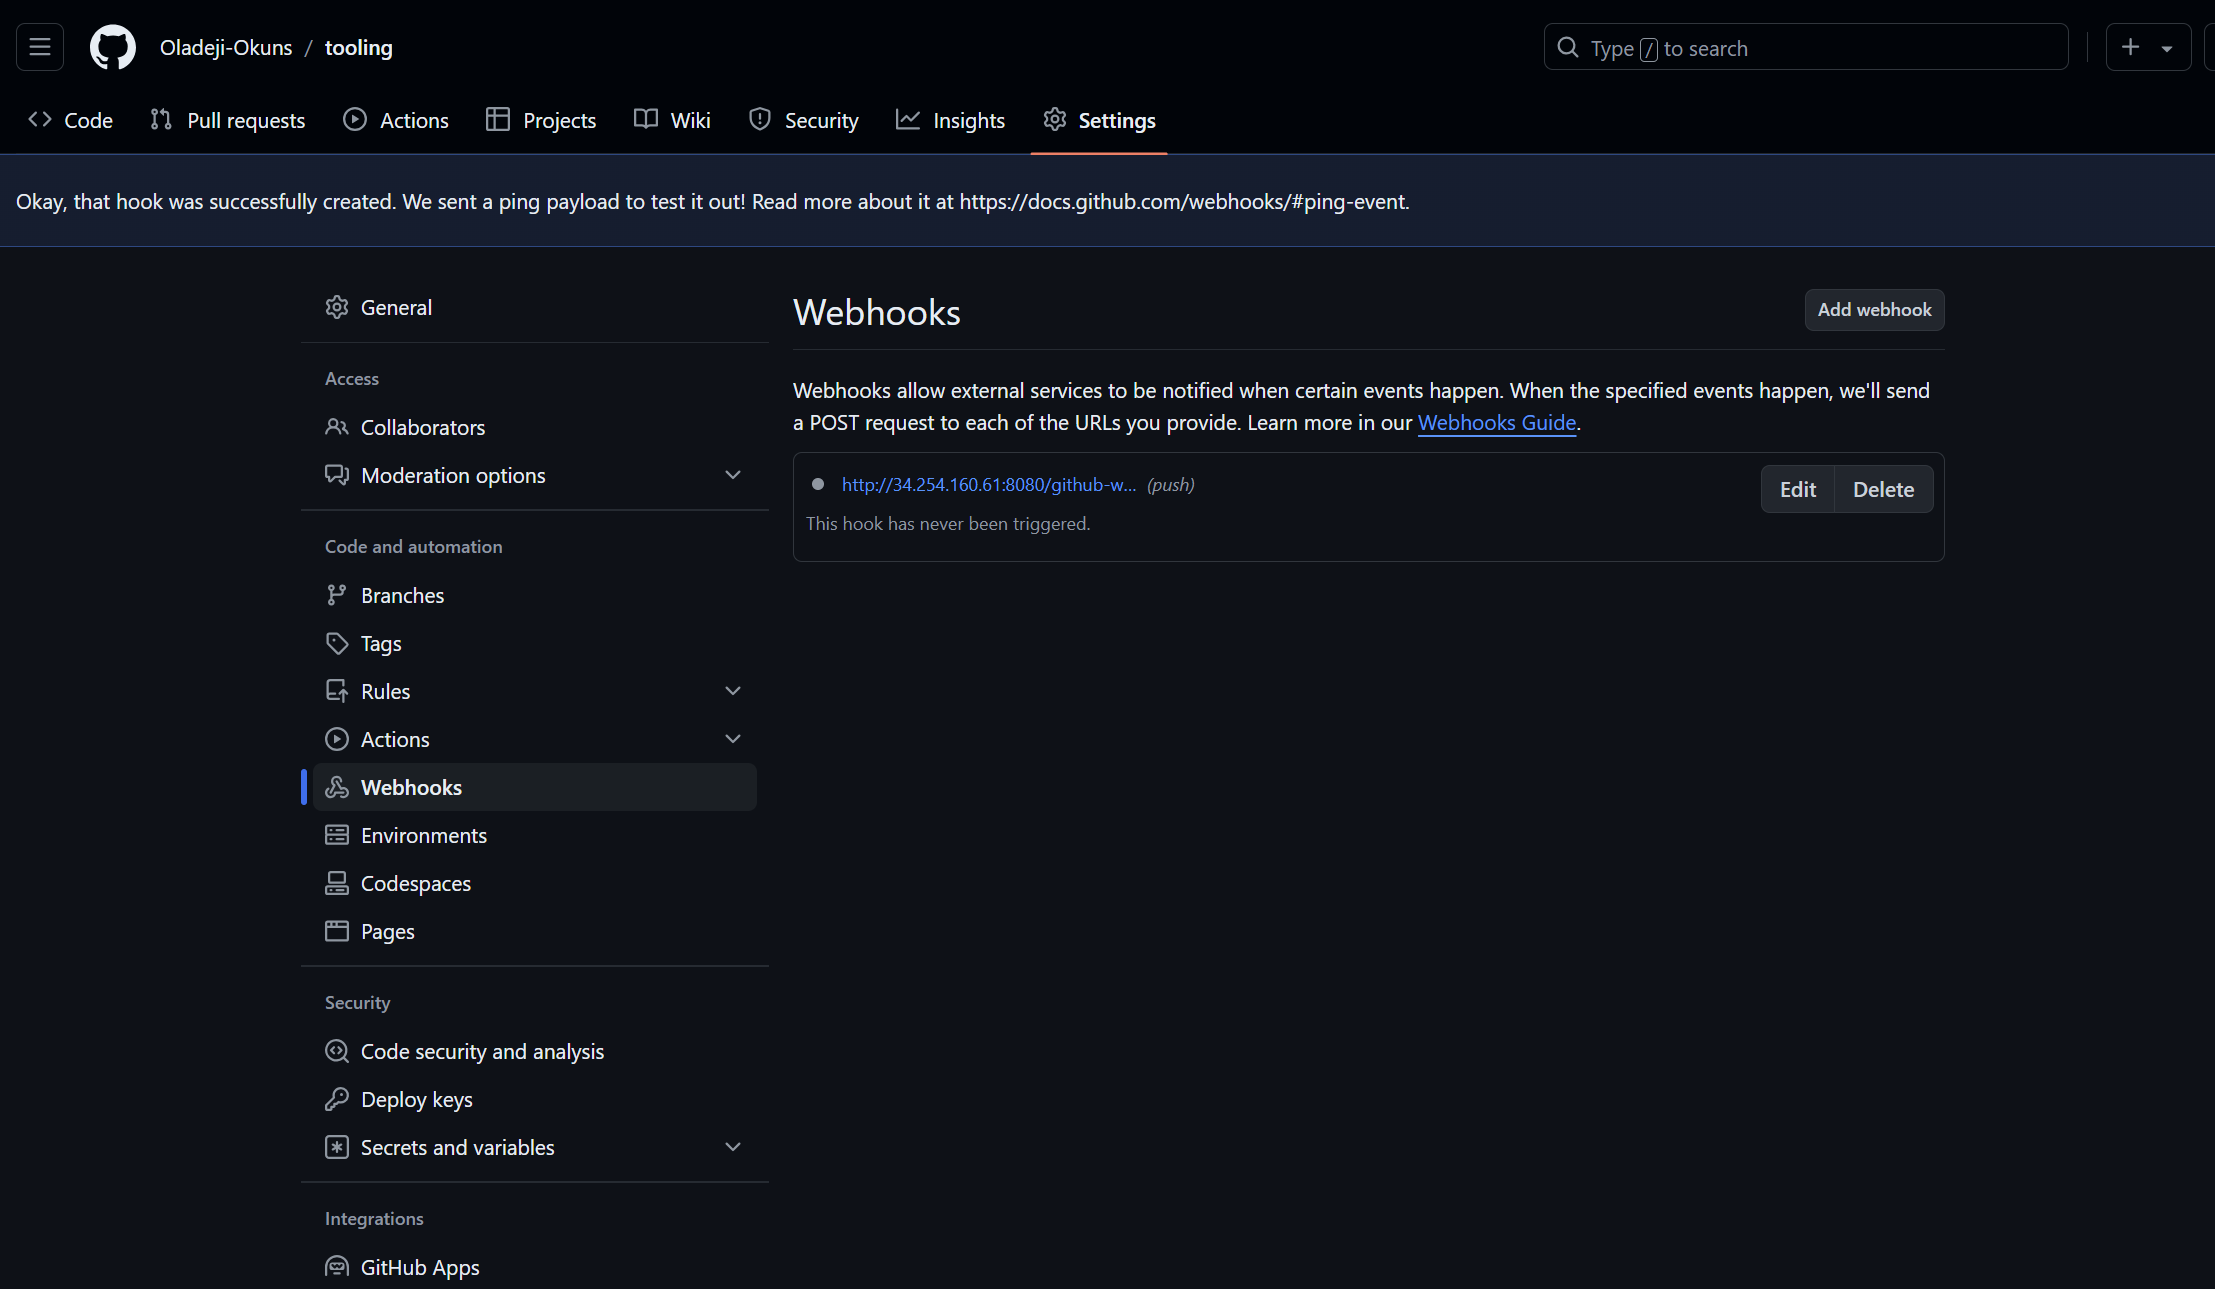 Oladeji-Okuns / tooling
Type / to search
Code Pull requests Actions Projects Wiki Security Insights Settings
Okay, that hook was successfully created. We sent a ping payload to test it out! Read more about it at https://docs.github.com/webhooks/#ping-event.
General
Access
Collaborators
Moderation options
Code and automation
Branches
Tags
Rules
Actions
Webhooks
Environments
Codespaces
Pages
Security
Code security and analysis
Deploy keys
Secrets and variables
Integrations
GitHub Apps
Webhooks
Add webhook
Webhooks allow external services to be notified when certain events happen. When the specified events happen, we'll send
a POST request to each of the URLs you provide. Learn more in our Webhooks Guide.
http://34.254.160.61:8080/github-w... (push)
Edit Delete
This hook has never been triggered.